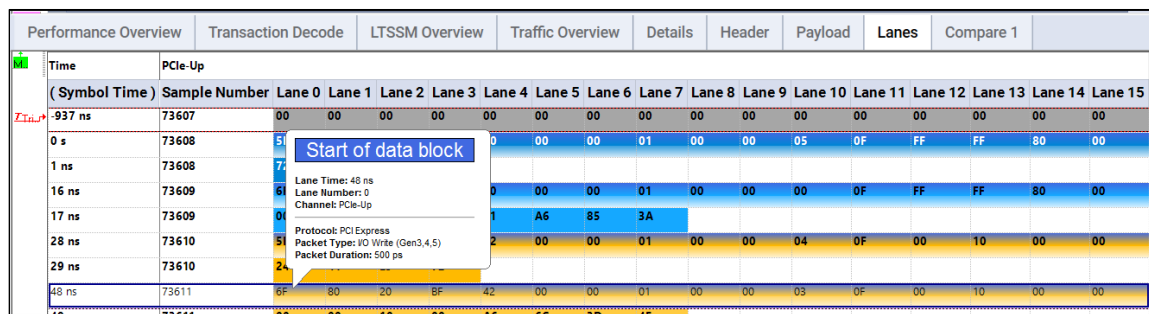 Performance Overview Transaction Decode LTSSM Overview Traffic Overview Details Header Payload Lanes Compare 1
M
Time PCIe-Up
( Symbol Time ) Sample Number Lane 0 Lane 1 Lane 2 Lane 3 Lane 4 Lane 5 Lane 6 Lane 7 Lane 8 Lane 9 Lane 10 Lane 11 Lane 12 Lane 13 Lane 14 Lane 15
-937 ns 73607 00 00 00 00 00 00 00 00 00 00 00 00 00 00 00 00
0 s 73608 00 00 01 00 00 05 0F FF FF 80 00
Start of data block
1 ns 73608
Lane Time: 48 ns
Lane Number: 0
Channel: PCIe-Up
16 ns 73609 00 00 01 00 00 00 0F FF FF 80 00
17 ns 73609 A6 85 3A
Protocol: PCI Express
Packet Type: I/O Write (Gen3,4,5)
Packet Duration: 500 ps
28 ns 73610 00 00 01 00 00 04 0F 00 10 00 00
29 ns 73610 24
48 ns 73611 6F 80 20 BF 42 00 00 01 00 00 03 0F 00 10 00 00